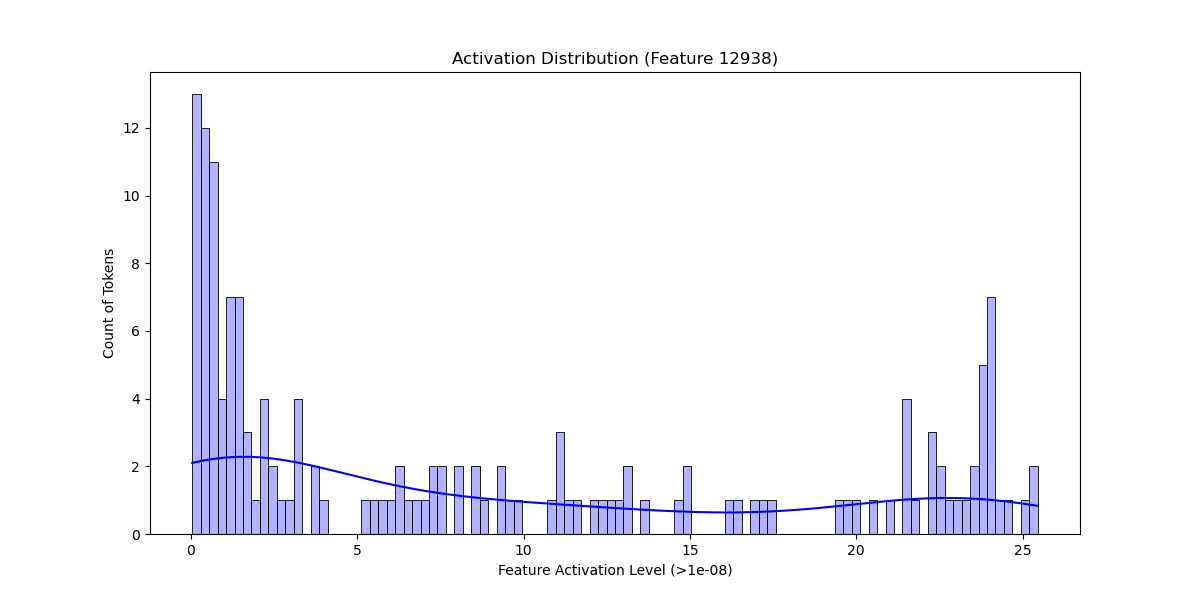 Activation Distribution (Feature 12938)
Count of Tokens
12
10
8
6
4
2
0
0 5 10 15 20 25
Feature Activation Level (>1e-08)